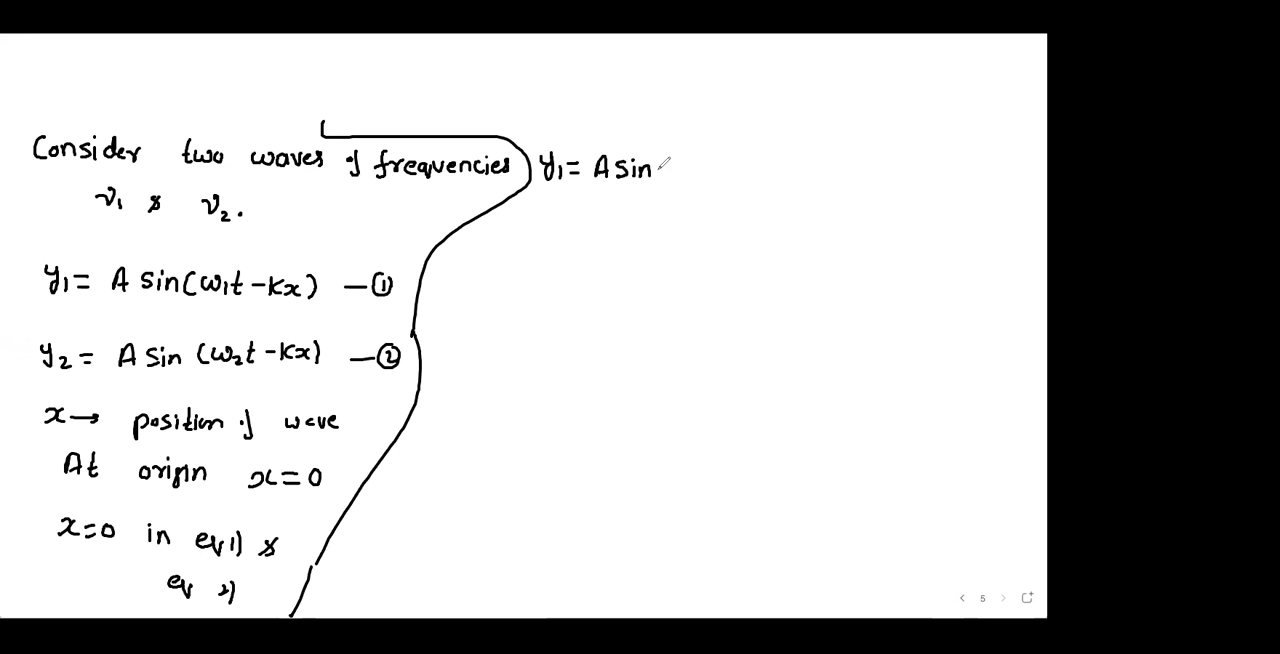 Consider two waves of frequencies
ν₁ & ν₂.
y₁ = A sin(ω₁t - kx) —①
y₂ = A sin (ω₂t - kx) —②
x → position of wave
At origin x = 0
x=0 in eq 1) &
eq 2)
y₁ = A sin
5